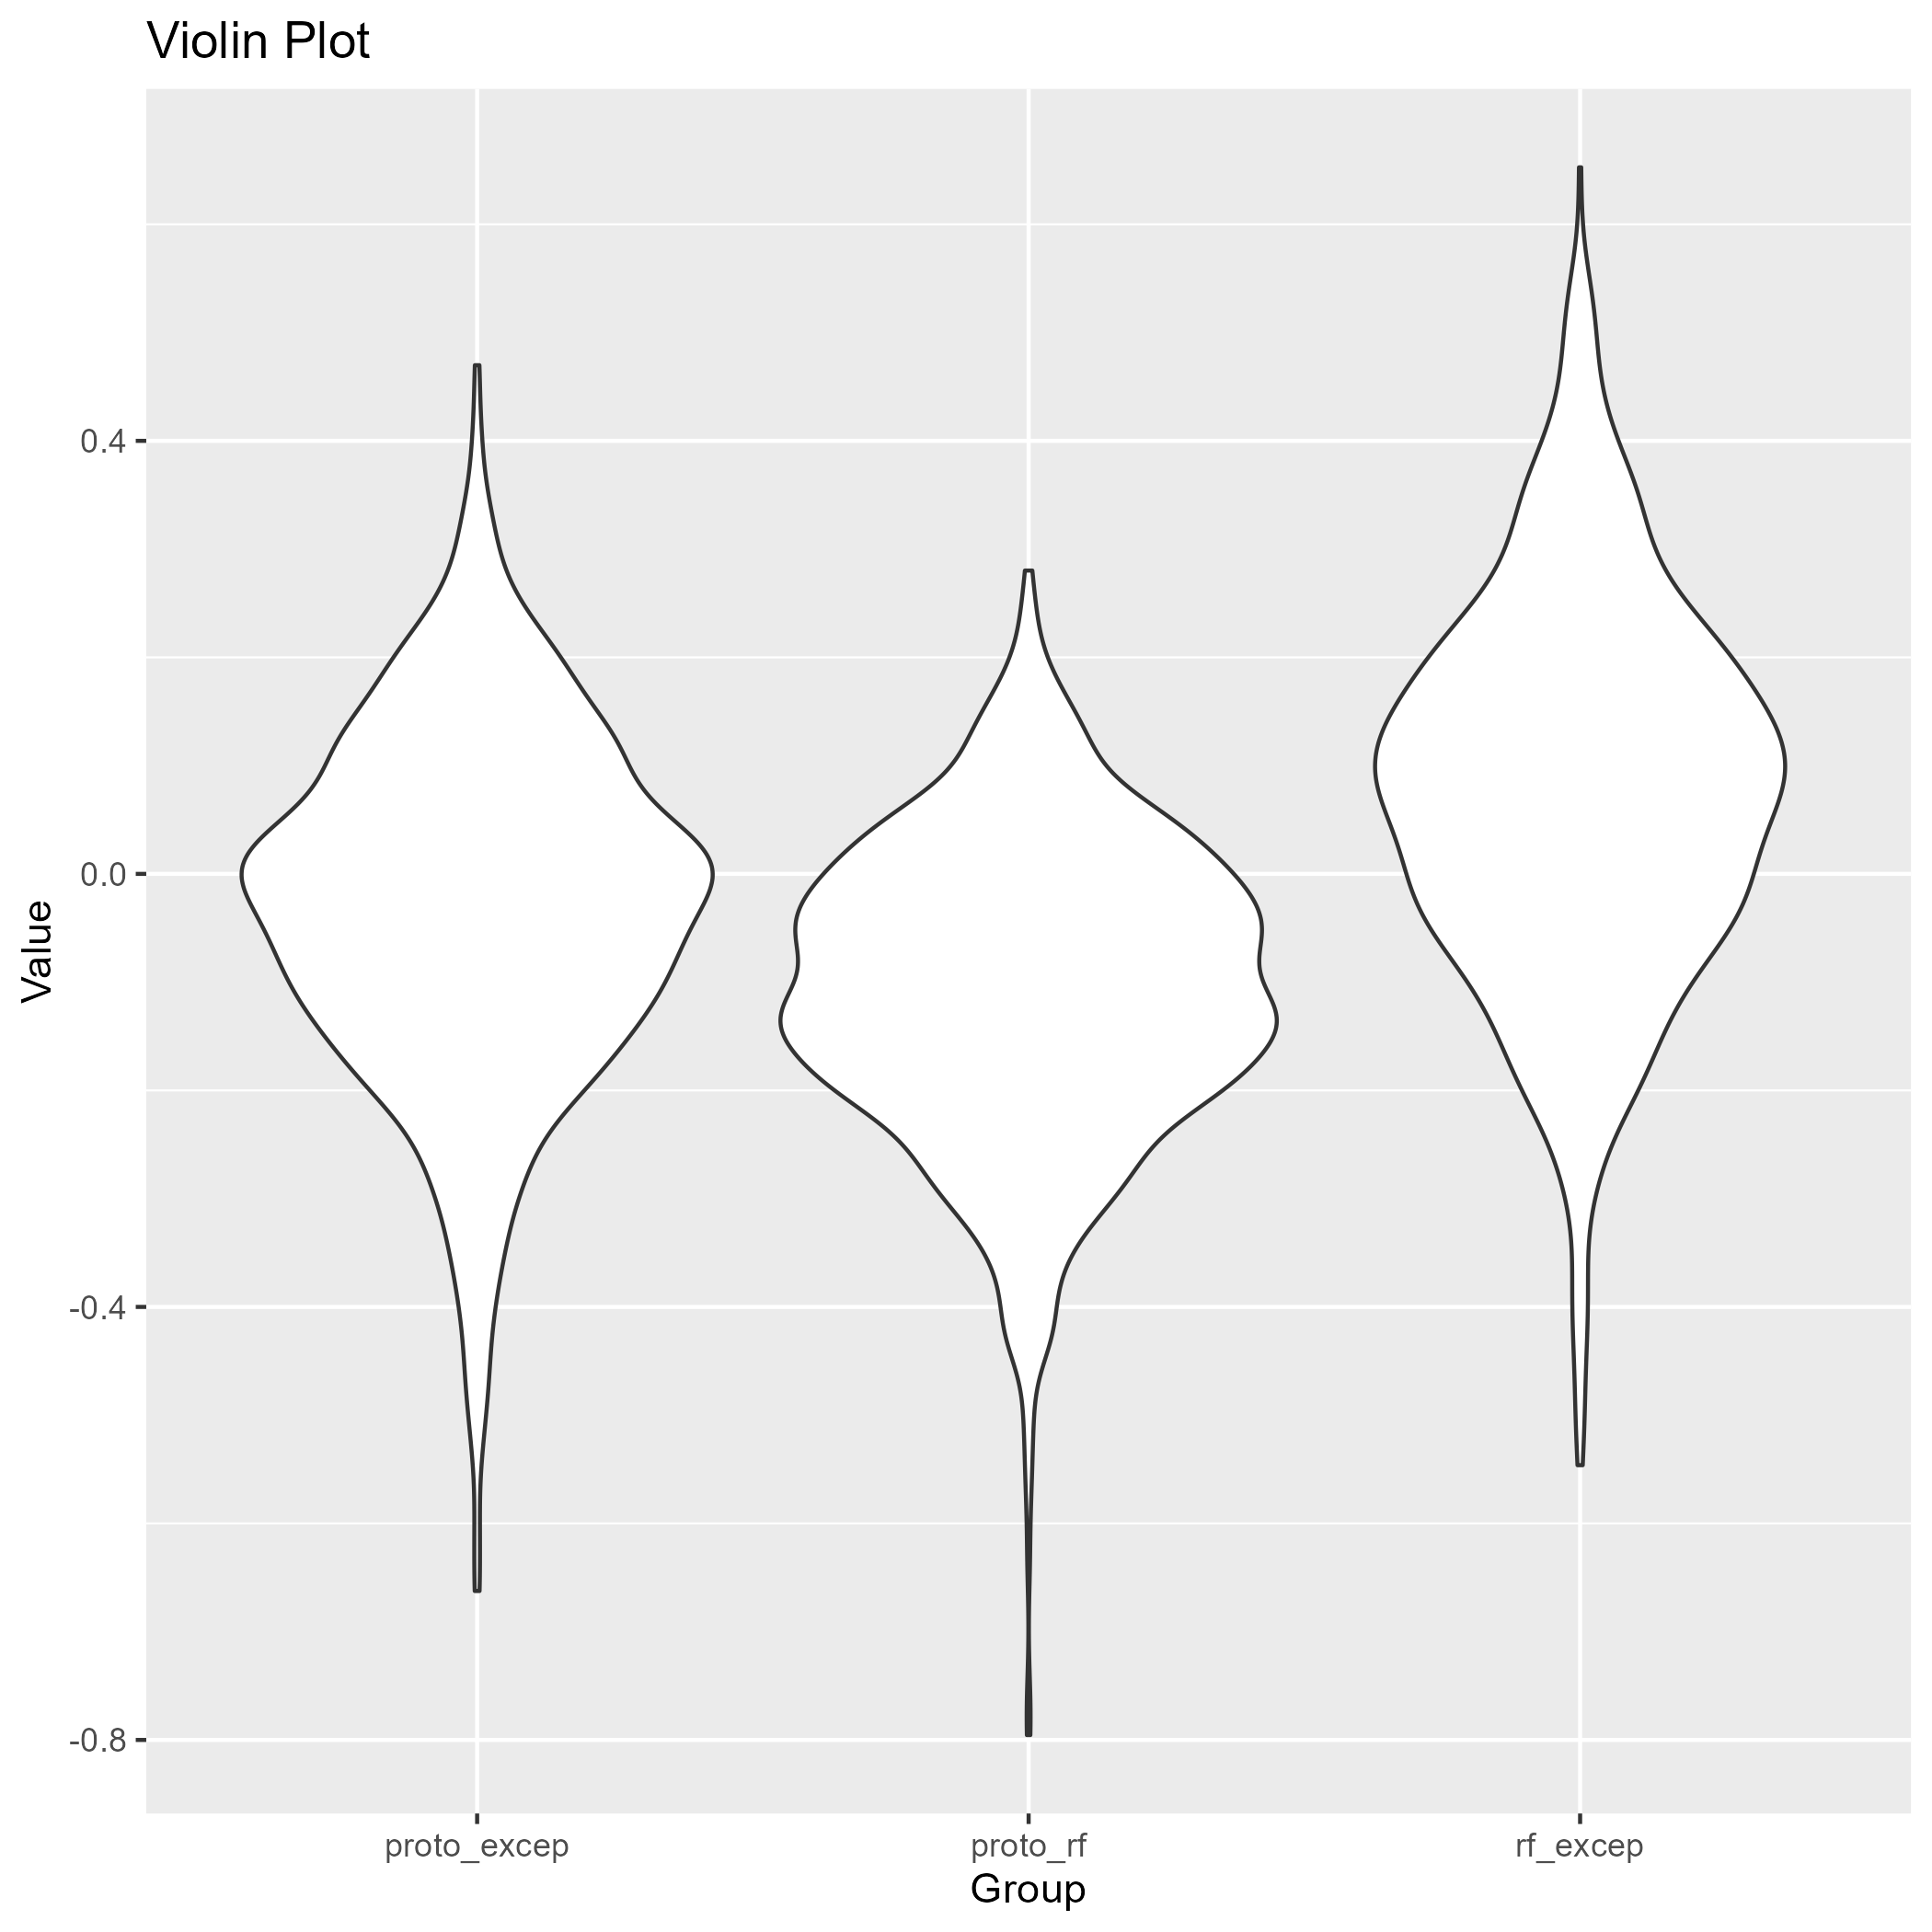 Violin Plot
0.4
0.0
-0.4
-0.8
Value
proto_excep
proto_rf
rf_excep
Group